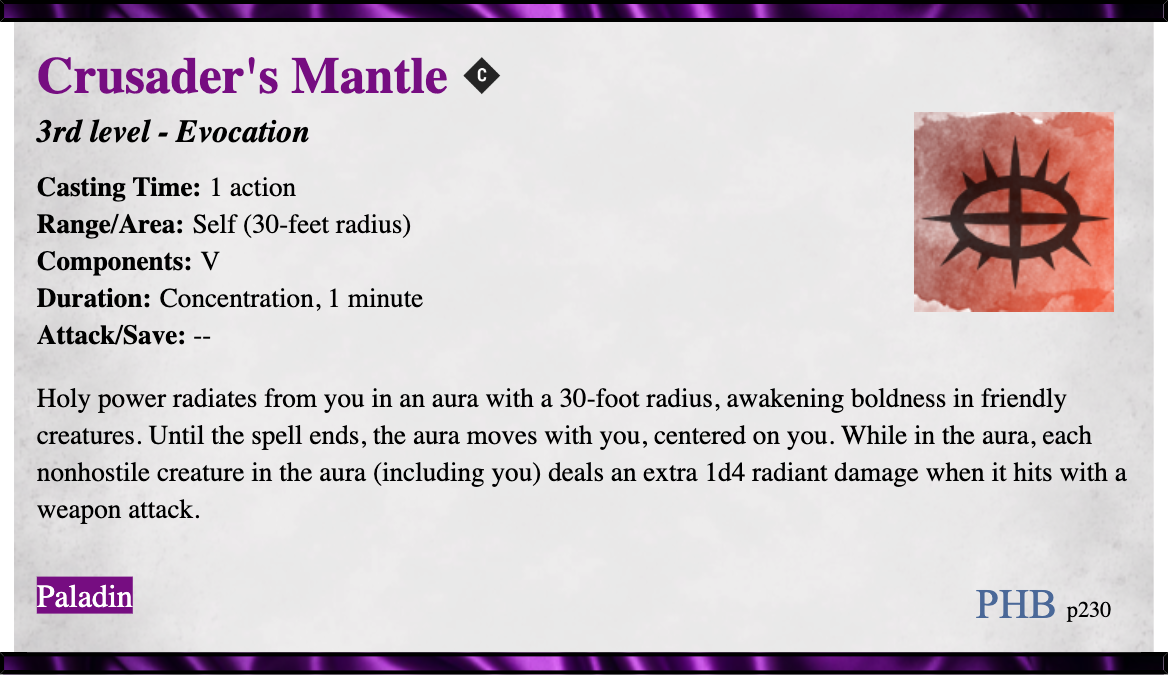 Crusader's Mantle C
3rd level - Evocation
Casting Time: 1 action
Range/Area: Self (30-feet radius)
Components: V
Duration: Concentration, 1 minute
Attack/Save: --
Holy power radiates from you in an aura with a 30-foot radius, awakening boldness in friendly
creatures. Until the spell ends, the aura moves with you, centered on you. While in the aura, each
nonhostile creature in the aura (including you) deals an extra 1d4 radiant damage when it hits with a
weapon attack.
Paladin
PHB p230